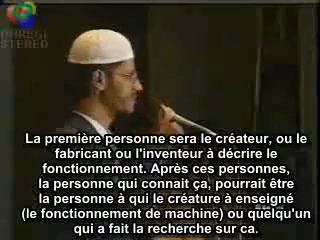 STEREO
La première personne sera le créateur, ou le
fabricant ou l'inventeur à décrire le
fonctionnement. Après ces personnes,
la personne qui connait ça, pourrait être
la personne à qui le créateur à enseigné
(le fonctionnement de machine) ou quelqu'un
qui a fait la recherche sur ca.